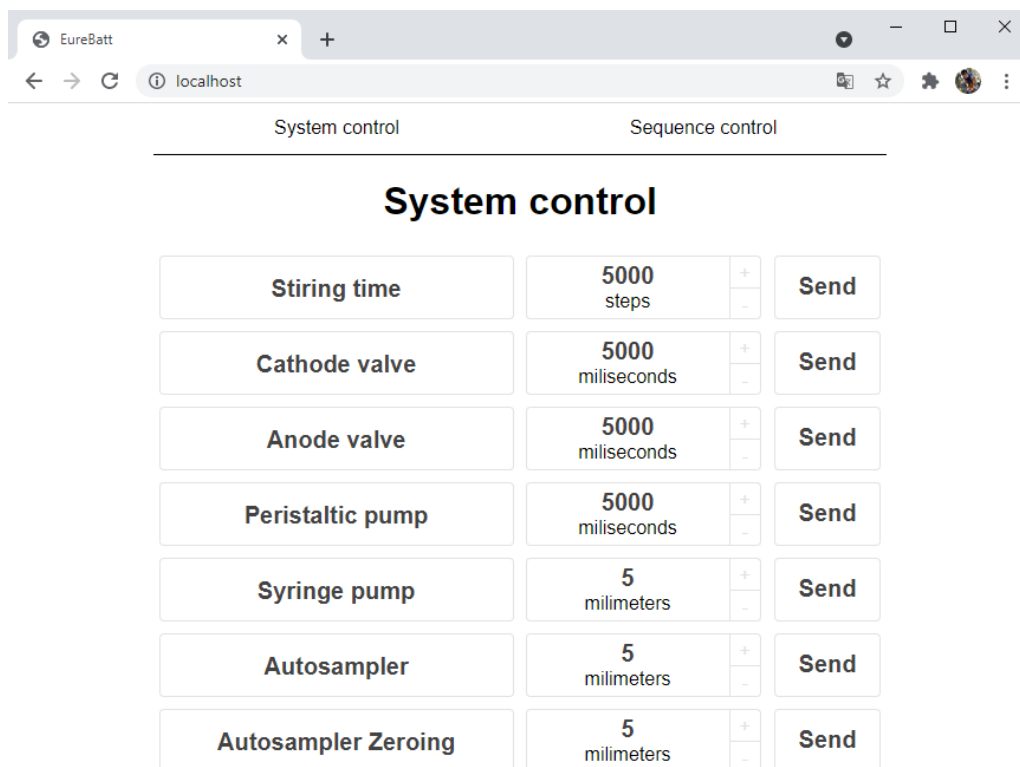 EureBatt
localhost
System control Sequence control
System control
Stiring time 5000 steps + - Send
Cathode valve 5000 miliseconds + - Send
Anode valve 5000 miliseconds + - Send
Peristaltic pump 5000 miliseconds + - Send
Syringe pump 5 milimeters + - Send
Autosampler 5 milimeters + - Send
Autosampler Zeroing 5 milimeters + - Send